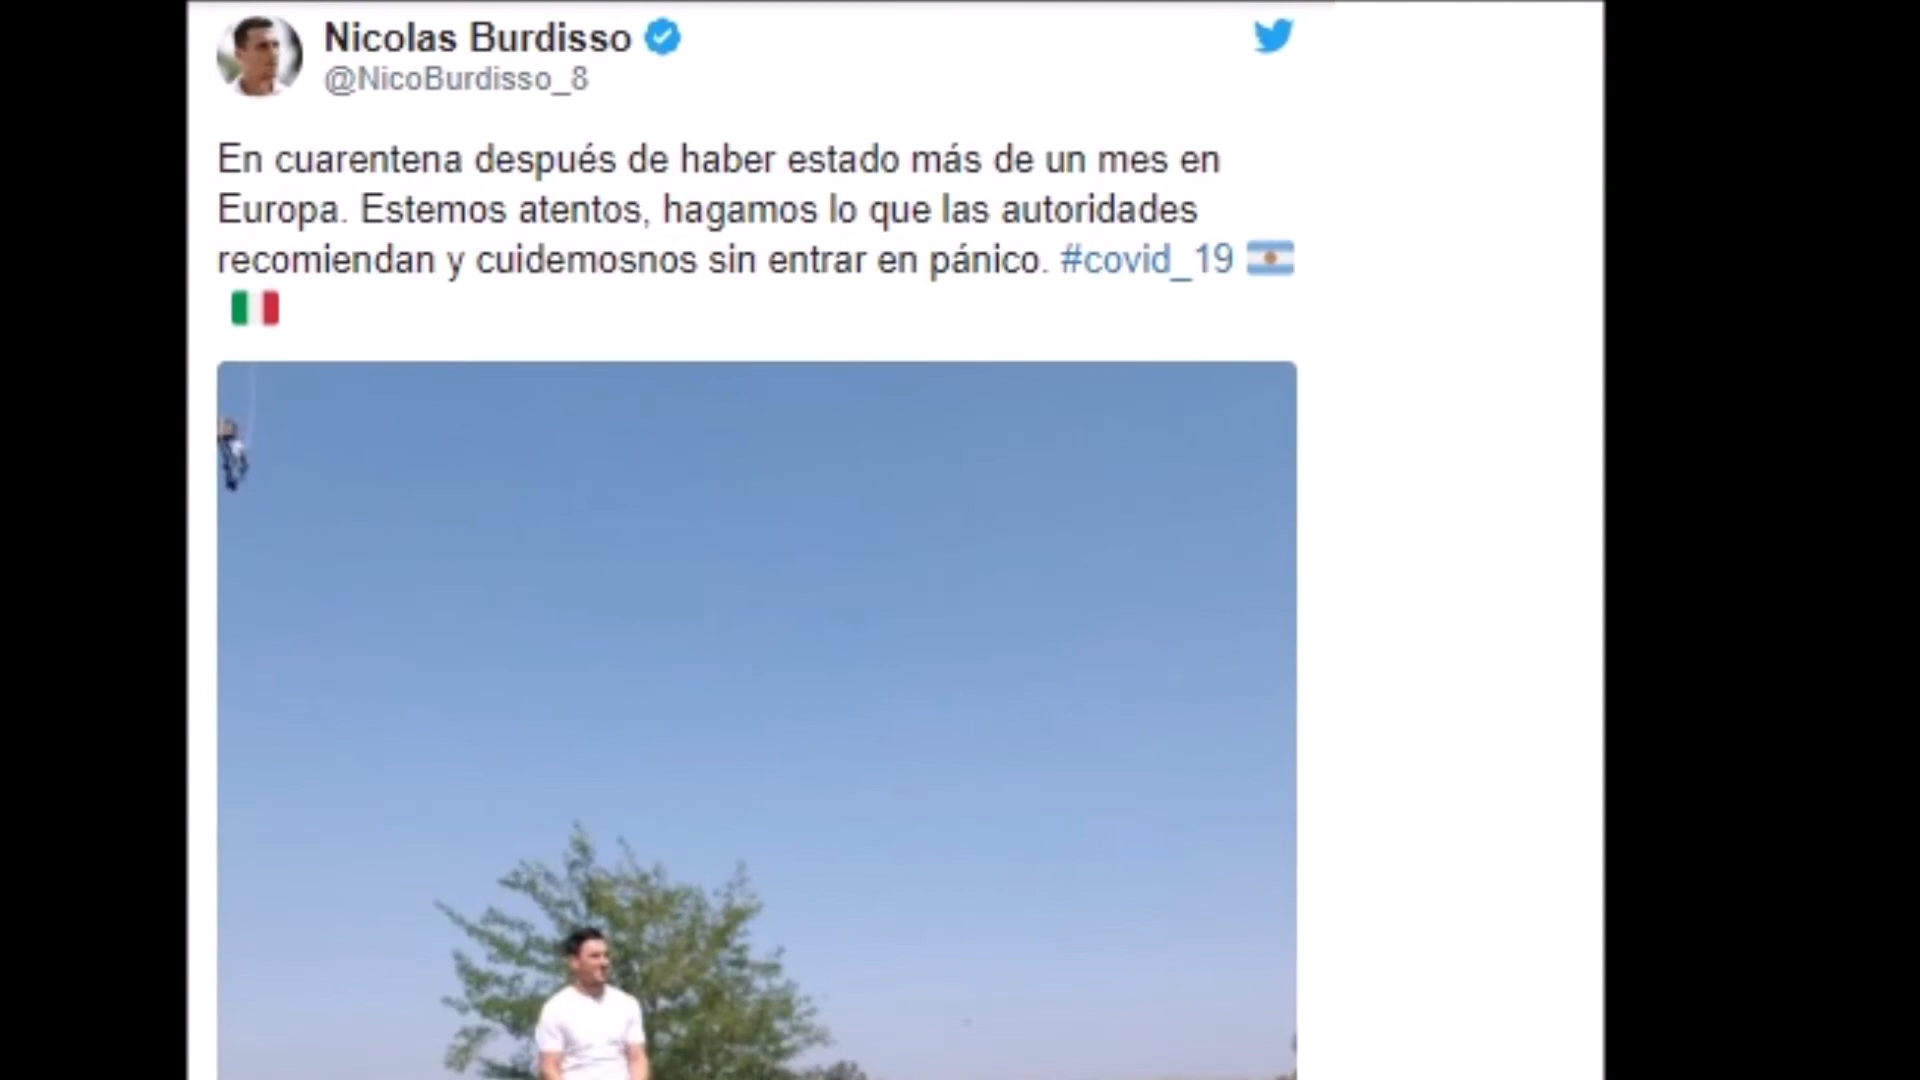 Nicolas Burdisso
@NicoBurdisso_8
En cuarentena después de haber estado más de un mes en
Europa. Estemos atentos, hagamos lo que las autoridades
recomiendan y cuidemosnos sin entrar en pánico. #covid_19